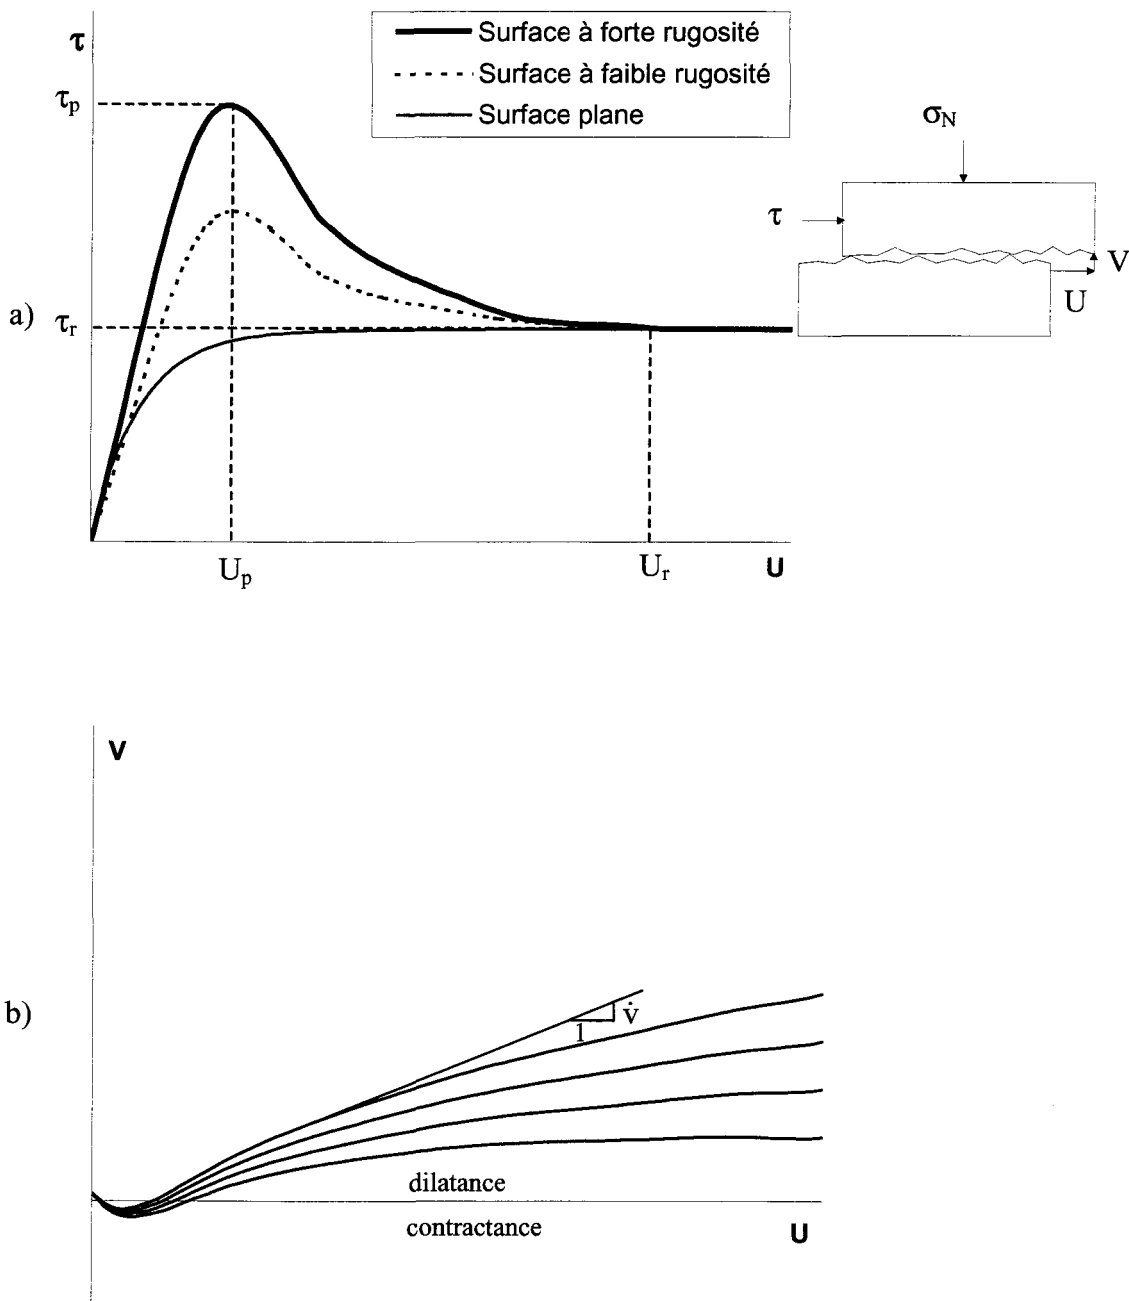 τ
Surface à forte rugosité
Surface à faible rugosité
Surface plane
τp
σN
τ
V
U
a)
τr
Up
Ur
U
V
b)
v̇
1
dilatance
contractance
U